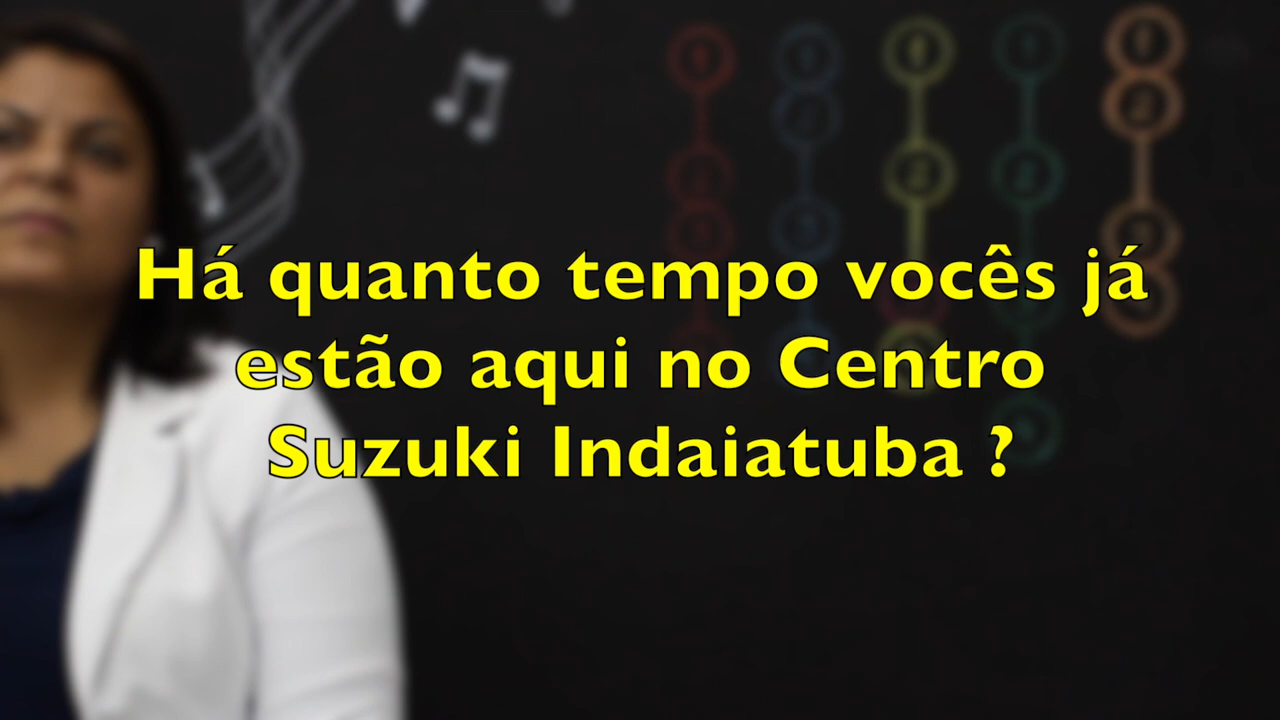 Há quanto tempo vocês já
estão aqui no Centro
Suzuki Indaiatuba ?